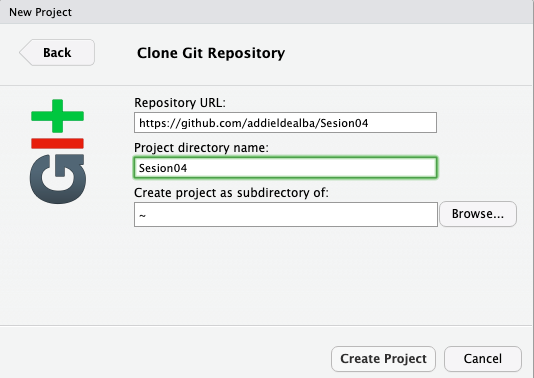 New Project
Back
Clone Git Repository
Repository URL:
https://github.com/addieldealba/Sesion04
Project directory name:
Sesion04
Create project as subdirectory of:
~
Browse...
Git
Create Project
Cancel